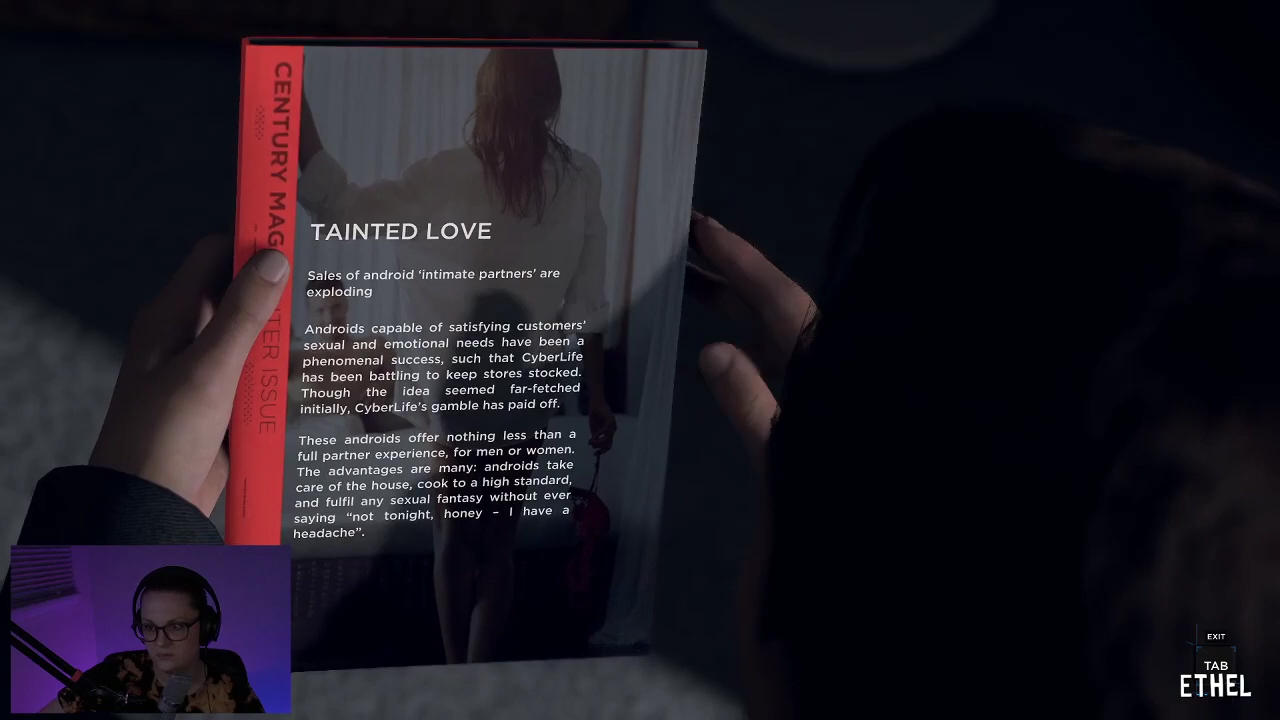 CENTURY MAG
TER ISSUE
TAINTED LOVE
Sales of android ‘intimate partners’ are
exploding
Androids capable of satisfying customers’
sexual and emotional needs have been a
phenomenal success, such that CyberLife
has been battling to keep stores stocked.
Though the idea seemed far-fetched
initially, CyberLife’s gamble has paid off.
These androids offer nothing less than a
full partner experience, for men or women.
The advantages are many: androids take
care of the house, cook to a high standard,
and fulfil any sexual fantasy without ever
saying “not tonight, honey – I have a
headache”.
EXIT
TAB
ETHEL